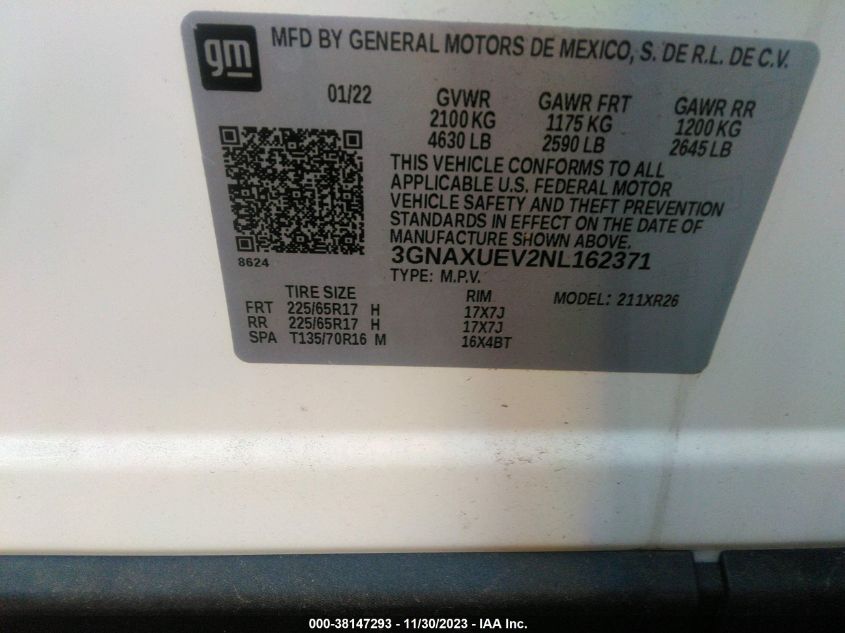 gm
MFD BY GENERAL MOTORS DE MEXICO, S. DE R.L. DE C.V.
01/22
GVWR GAWR FRT GAWR RR
2100 KG 1175 KG 1200 KG
4630 LB 2590 LB 2645 LB
THIS VEHICLE CONFORMS TO ALL
APPLICABLE U.S. FEDERAL MOTOR
VEHICLE SAFETY AND THEFT PREVENTION
STANDARDS IN EFFECT ON THE DATE OF
MANUFACTURE SHOWN ABOVE.
8624
3GNAXUEV2NL162371
TYPE: M.P.V.
TIRE SIZE RIM MODEL: 211XR26
FRT 225/65R17 H 17X7J
RR 225/65R17 H 17X7J
SPA T135/70R16 M 16X4BT
000-38147293 - 11/30/2023 - IAA Inc.